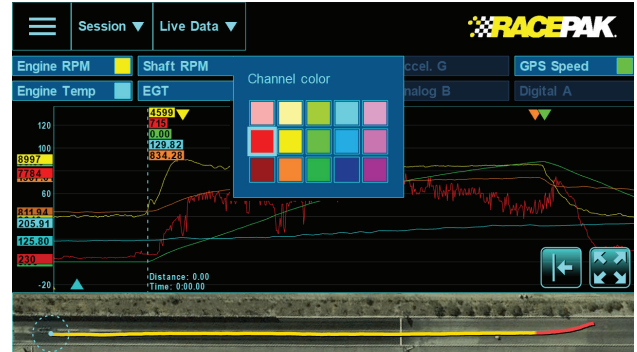 Session ▼ Live Data ▼ RACEPAK
Engine RPM Shaft RPM ccel. G GPS Speed
Channel color
Engine Temp EGT nalog B Digital A
4599
715
0.00
129.82
834.28
120
100
8997
7784
60
811.94
205.91
125.80
230
-20
Distance: 0.00
Time: 0:00.00